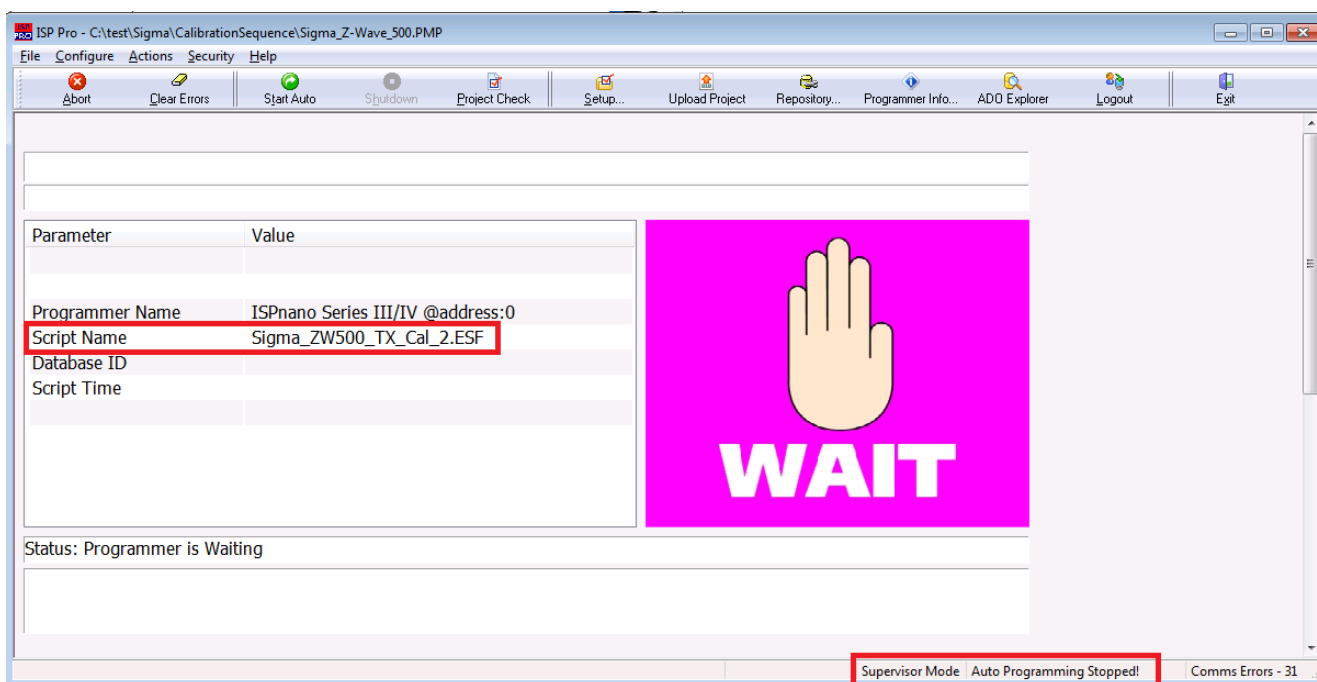 ISP PRO ISP Pro - C:\test\Sigma\CalibrationSequence\Sigma_Z-Wave_500.PMP
File Configure Actions Security Help
Abort Clear Errors Start Auto Shutdown Project Check Setup... Upload Project Repository... Programmer Info... ADO Explorer Logout Exit
Parameter Value
Programmer Name ISPnano Series III/IV @address:0
Script Name Sigma_ZW500_TX_Cal_2.ESF
Database ID
Script Time
WAIT
Status: Programmer is Waiting
Supervisor Mode Auto Programming Stopped! Comms Errors - 31